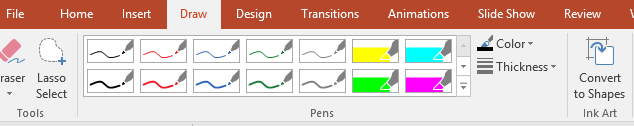 File Home Insert Draw Design Transitions Animations Slide Show Review
raser Lasso Select
Color
Thickness
Convert to Shapes
Tools Pens Ink Art